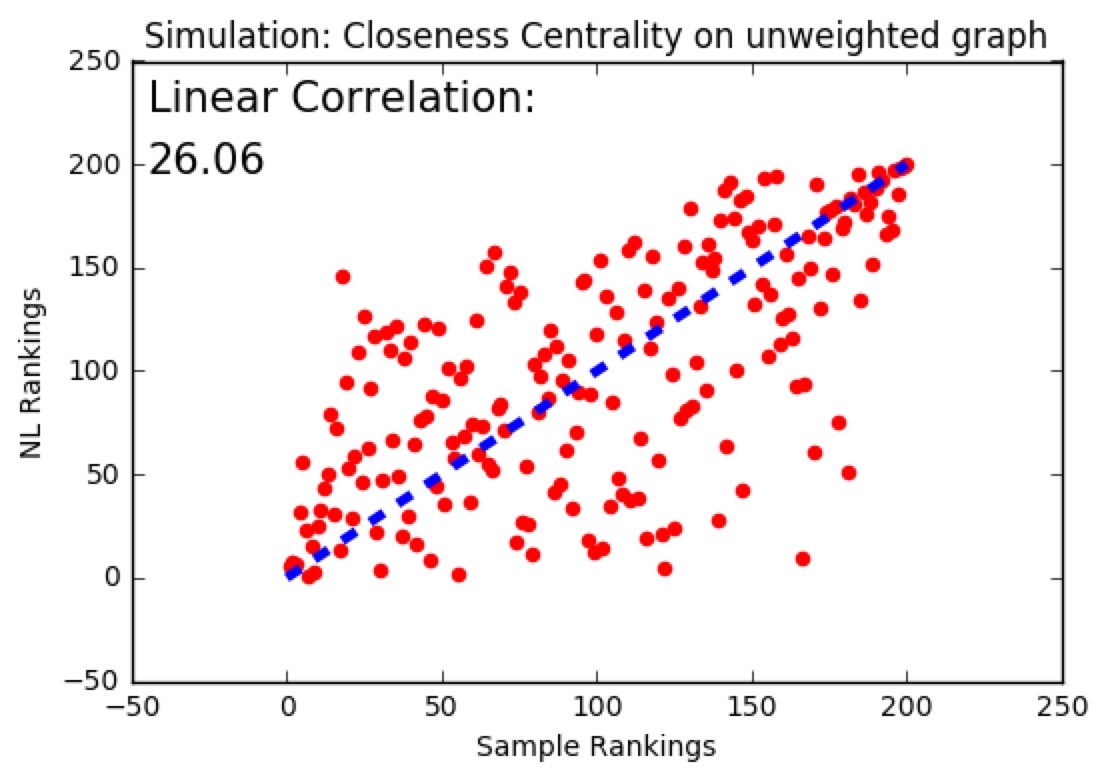 Simulation: Closeness Centrality on unweighted graph
Linear Correlation:
26.06
250
200
150
100
50
0
−50
NL Rankings
−50 0 50 100 150 200 250
Sample Rankings